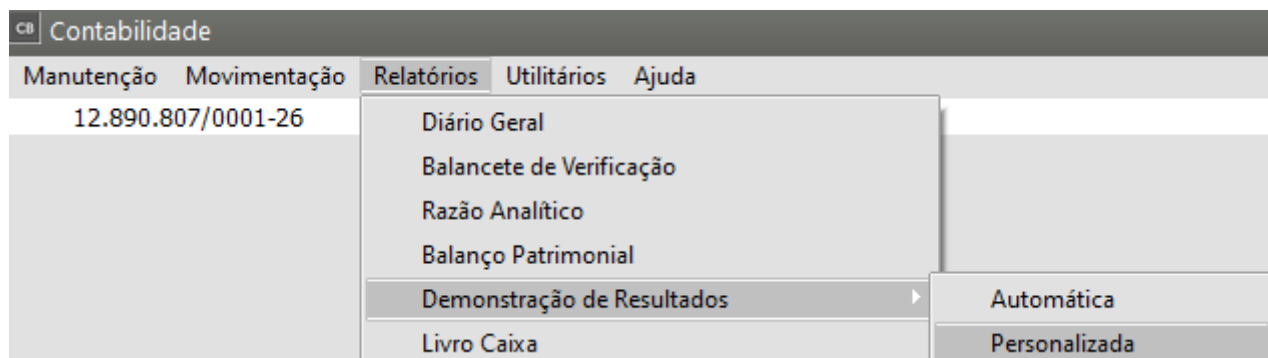 CB Contabilidade
Manutenção Movimentação Relatórios Utilitários Ajuda
12.890.807/0001-26
Diário Geral
Balancete de Verificação
Razão Analítico
Balanço Patrimonial
Demonstração de Resultados
Automática
Livro Caixa
Personalizada